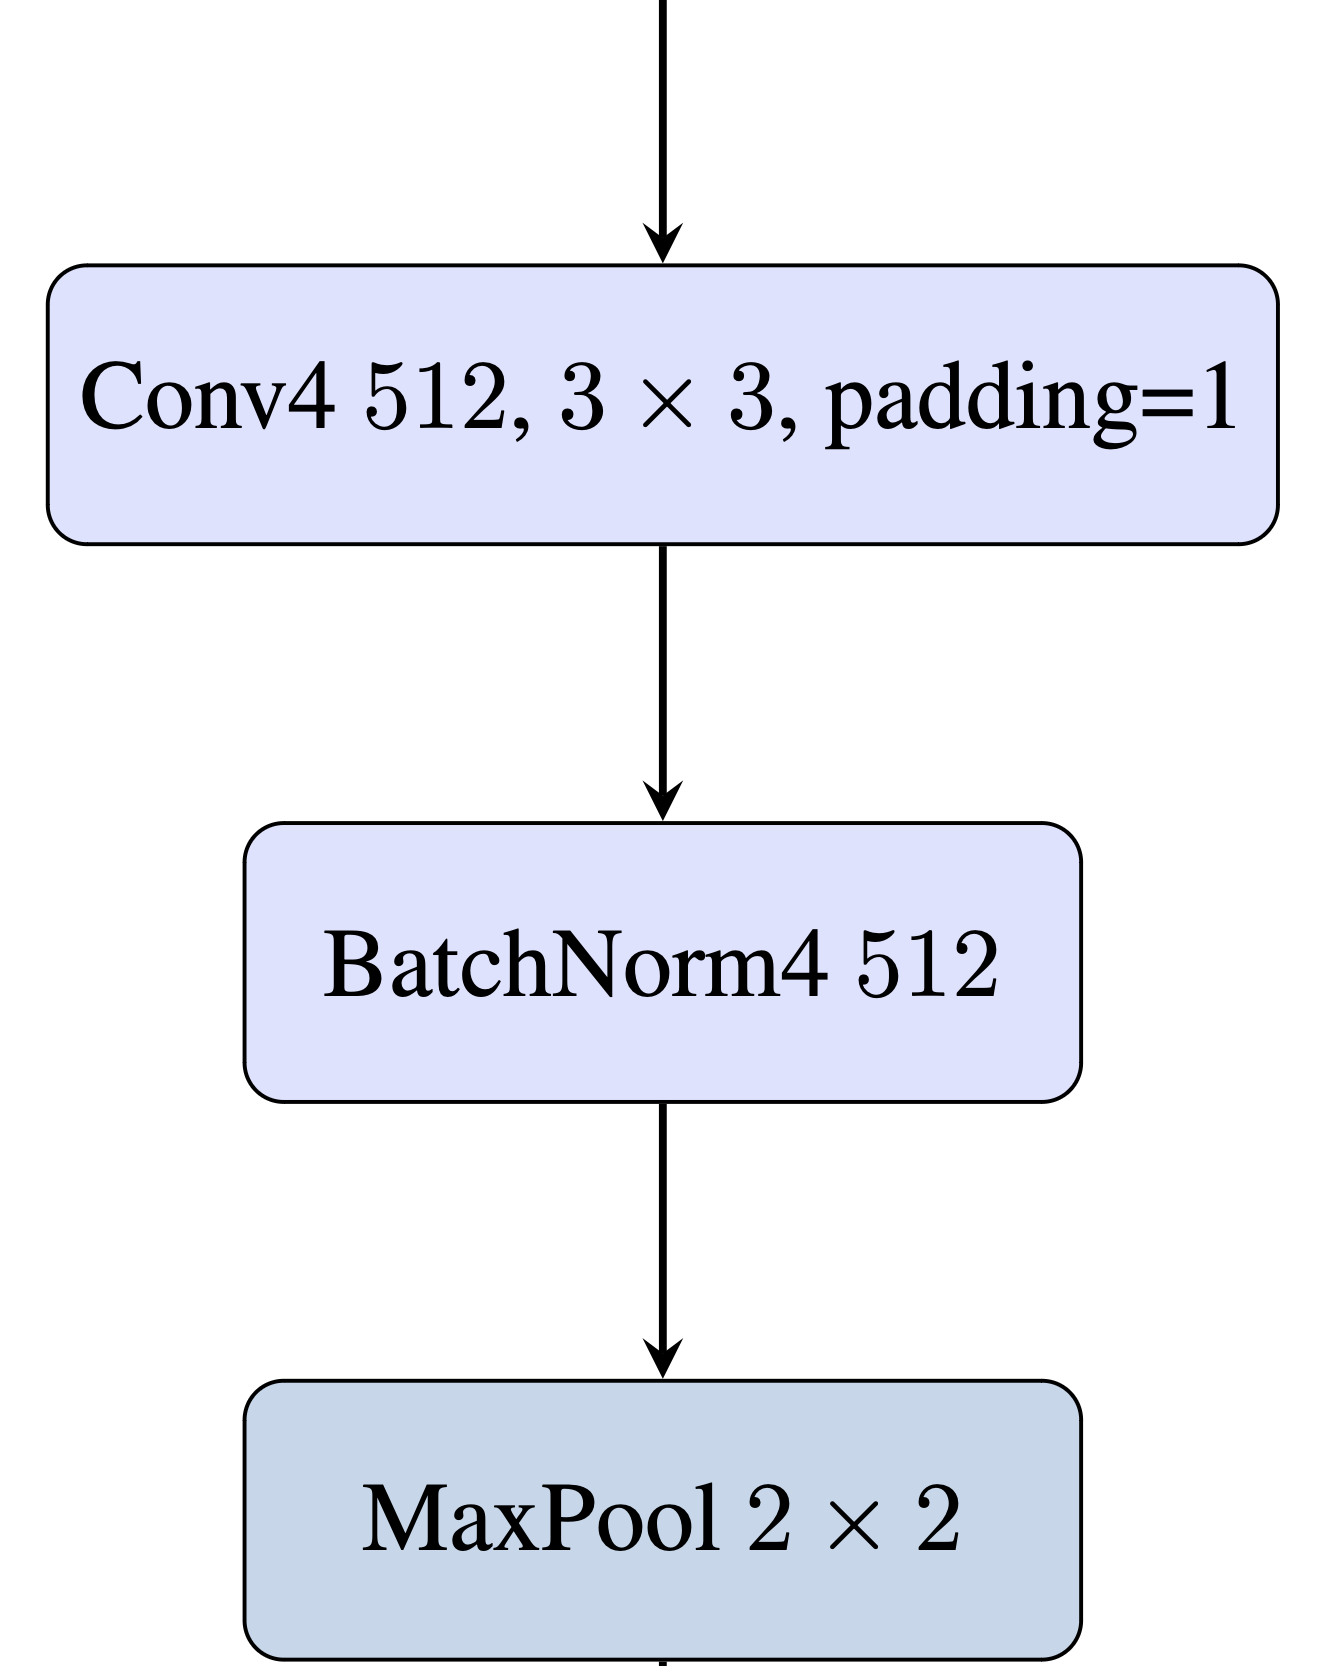 Conv4 512, 3 × 3, padding=1
BatchNorm4 512
MaxPool 2 × 2